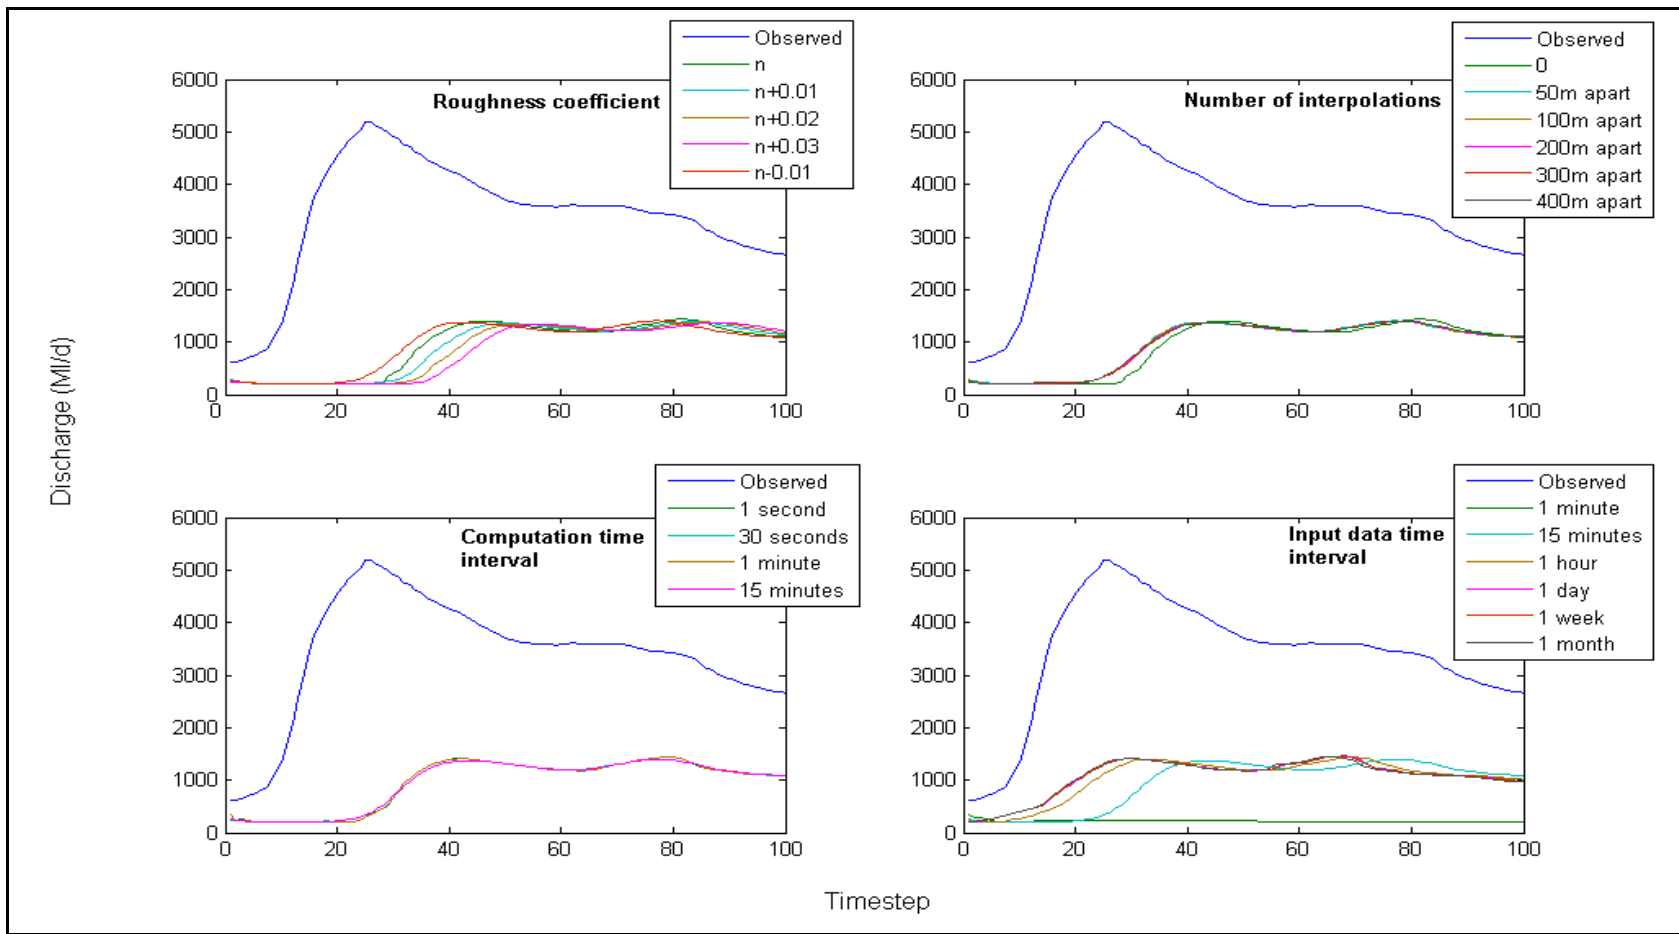 Observed
n
n+0.01
n+0.02
n+0.03
n-0.01
Roughness coefficient
6000
5000
4000
3000
2000
1000
0
0 20 40 60 80 100
Observed
0
50m apart
100m apart
200m apart
300m apart
400m apart
Number of interpolations
6000
5000
4000
3000
2000
1000
0
0 20 40 60 80 100
Discharge (Ml/d)
Observed
1 second
30 seconds
1 minute
15 minutes
Computation time
interval
6000
5000
4000
3000
2000
1000
0
0 20 40 60 80 100
Observed
1 minute
15 minutes
1 hour
1 day
1 week
1 month
Input data time
interval
6000
5000
4000
3000
2000
1000
0
0 20 40 60 80 100
Timestep